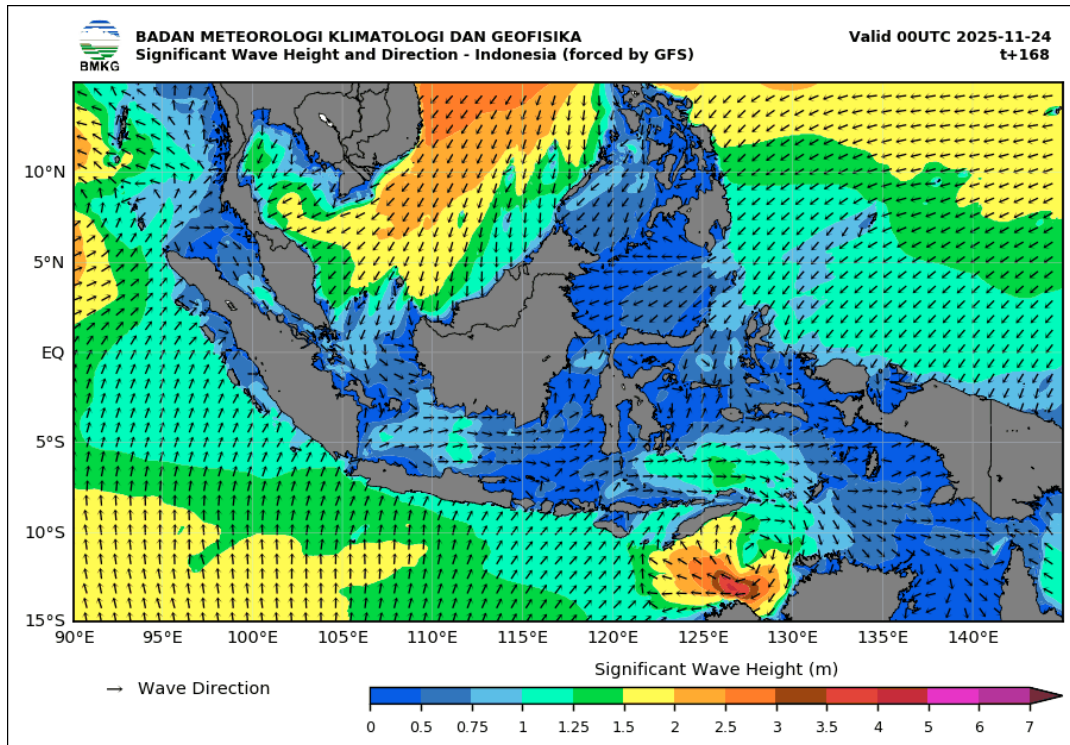 BADAN METEOROLOGI KLIMATOLOGI DAN GEOFISIKA
Significant Wave Height and Direction - Indonesia (forced by GFS)
Valid 00UTC 2025-11-24
t+168
BMKG
10°N
5°N
EQ
5°S
10°S
15°S
90°E 95°E 100°E 105°E 110°E 115°E 120°E 125°E 130°E 135°E 140°E
Wave Direction
Significant Wave Height (m)
0 0.5 0.75 1 1.25 1.5 2 2.5 3 3.5 4 5 6 7